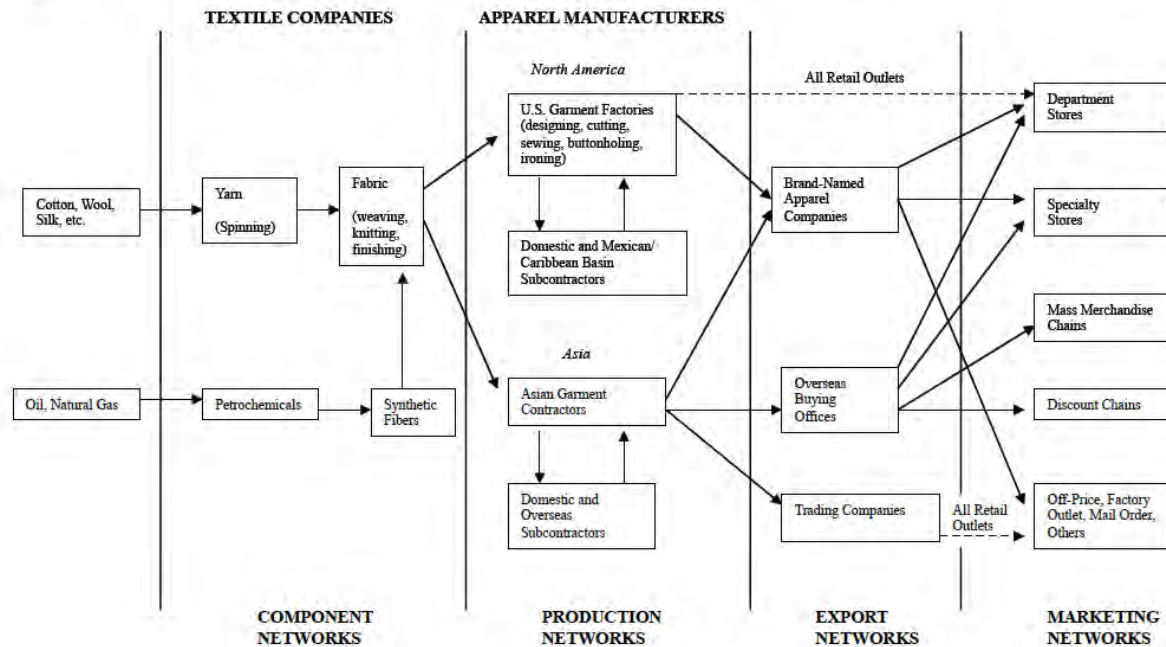 TEXTILE COMPANIES
APPAREL MANUFACTURERS
North America
All Retail Outlets
Cotton, Wool,
Silk, etc.
Yarn
(Spinning)
Fabric
(weaving,
knitting,
finishing)
Oil, Natural Gas
Petrochemicals
Synthetic
Fibers
U.S. Garment Factories
(designing, cutting,
sewing, buttonholing,
ironing)
Domestic and Mexican/
Caribbean Basin
Subcontractors
Asia
Asian Garment
Contractors
Domestic and
Overseas
Subcontractors
Brand-Named
Apparel
Companies
Overseas
Buying
Offices
Trading Companies
All Retail
Outlets
Department
Stores
Specialty
Stores
Mass Merchandise
Chains
Discount Chains
Off-Price, Factory
Outlet, Mail Order,
Others
COMPONENT
NETWORKS
PRODUCTION
NETWORKS
EXPORT
NETWORKS
MARKETING
NETWORKS